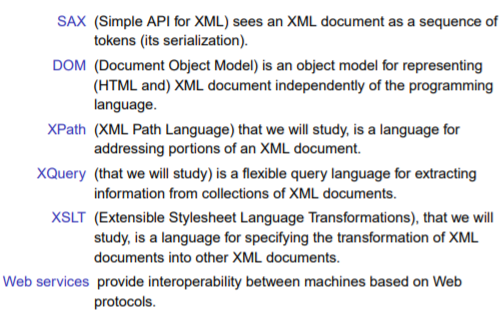 SAX (Simple API for XML) sees an XML document as a sequence of
tokens (its serialization).
DOM (Document Object Model) is an object model for representing
(HTML and) XML document independently of the programming
language.
XPath (XML Path Language) that we will study, is a language for
addressing portions of an XML document.
XQuery (that we will study) is a flexible query language for extracting
information from collections of XML documents.
XSLT (Extensible Stylesheet Language Transformations), that we will
study, is a language for specifying the transformation of XML
documents into other XML documents.
Web services provide interoperability between machines based on Web
protocols.